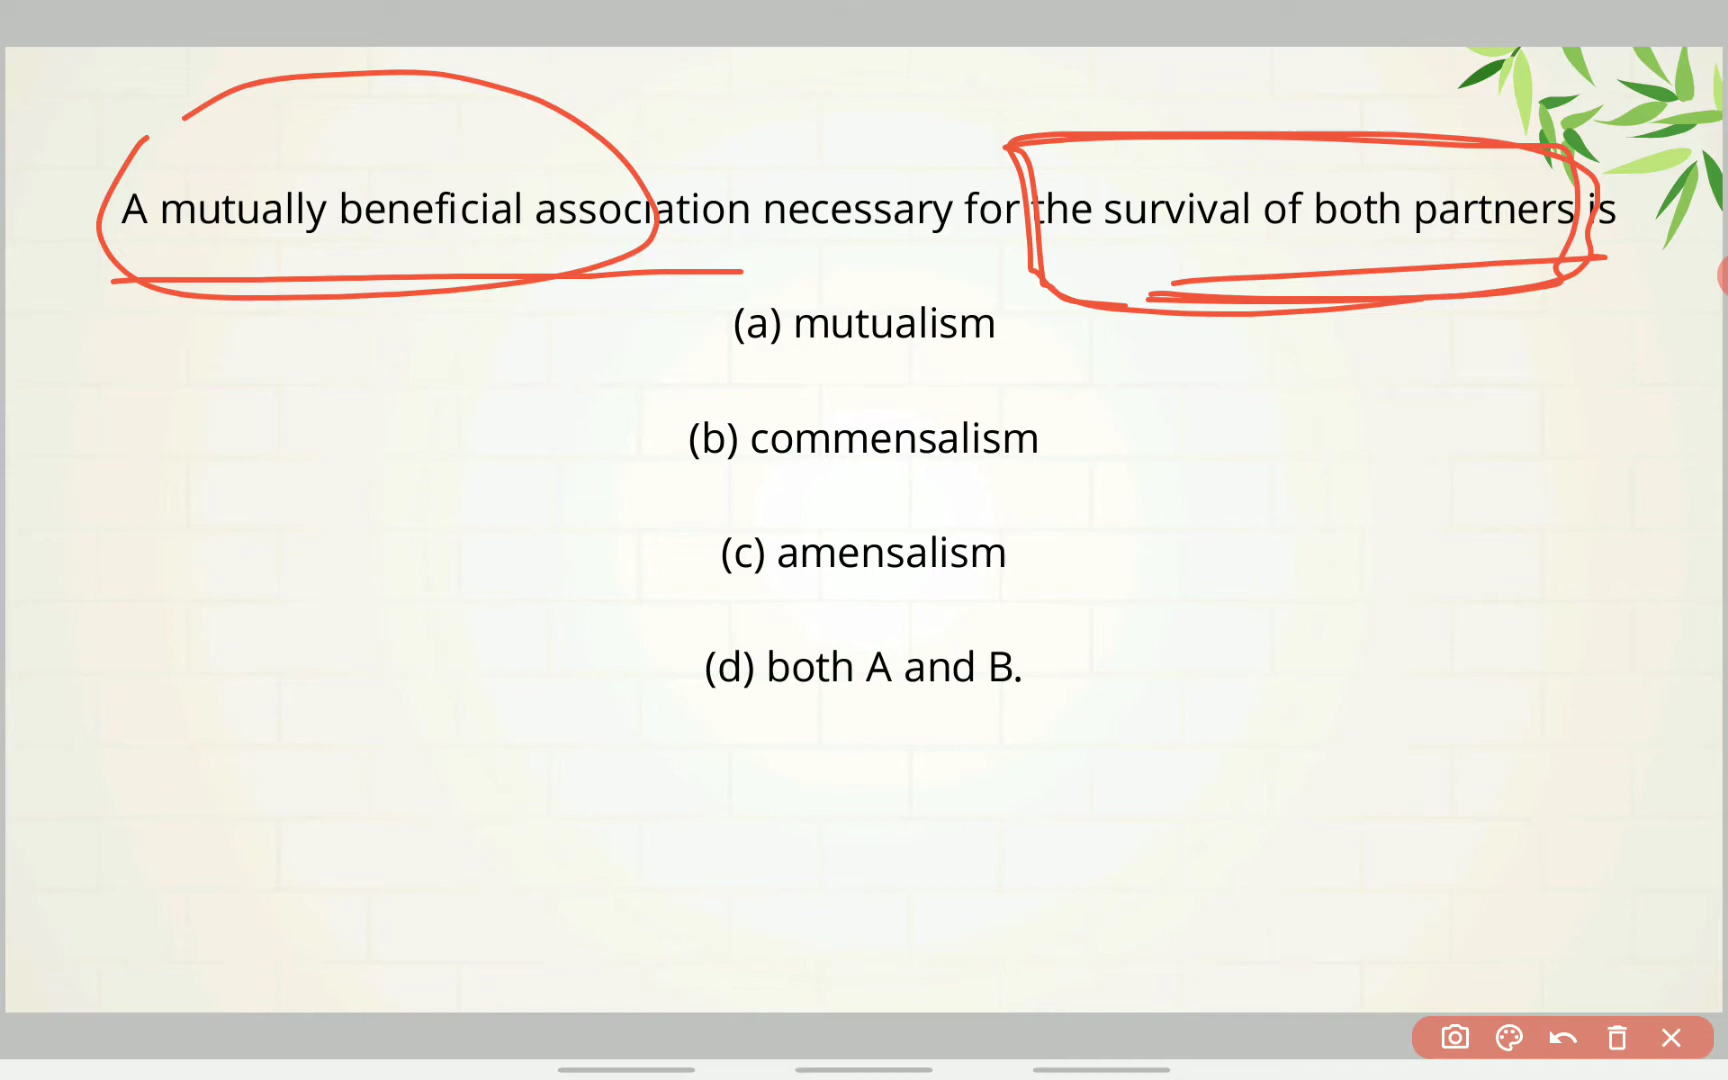 A mutually beneficial association necessary for the survival of both partners is
(a) mutualism
(b) commensalism
(c) amensalism
(d) both A and B.